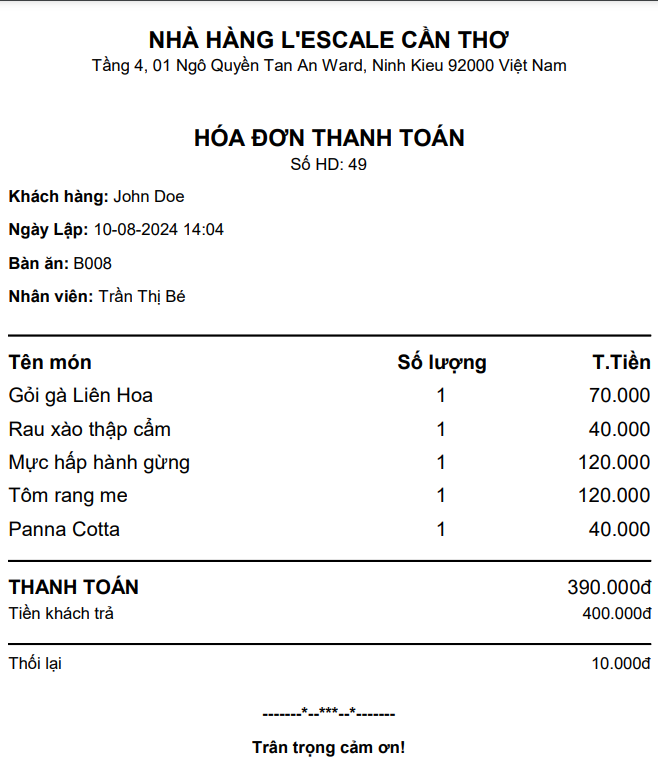 NHÀ HÀNG L'ESCALE CẦN THƠ
Tầng 4, 01 Ngô Quyền Tan An Ward, Ninh Kieu 92000 Việt Nam
HÓA ĐƠN THANH TOÁN
Số HD: 49
Khách hàng: John Doe
Ngày Lập: 10-08-2024 14:04
Bàn ăn: B008
Nhân viên: Trần Thị Bé
Tên món Số lượng T.Tiền
Gỏi gà Liên Hoa 1 70.000
Rau xào thập cẩm 1 40.000
Mực hấp hành gừng 1 120.000
Tôm rang me 1 120.000
Panna Cotta 1 40.000
THANH TOÁN 390.000đ
Tiền khách trả 400.000đ
Thối lại 10.000đ
-------*--***--*-------
Trân trọng cảm ơn!